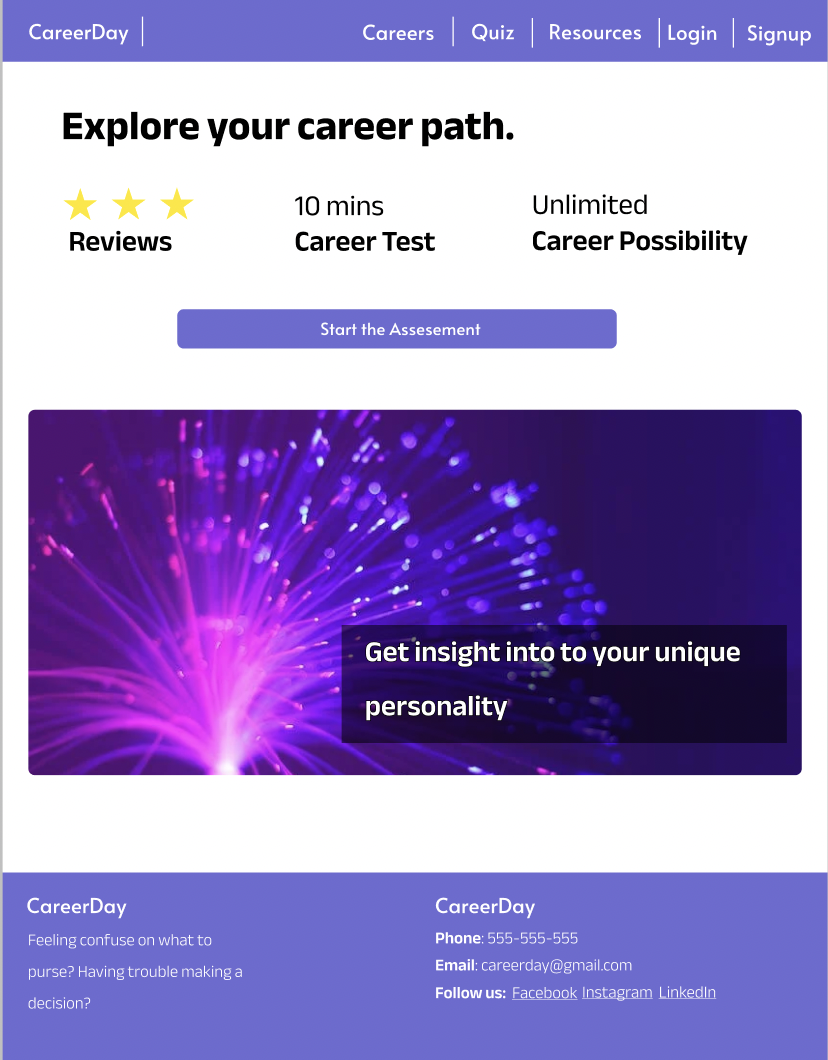 CareerDay
Careers
Quiz
Resources
Login
Signup
Explore your career path.
Reviews
10 mins
Career Test
Unlimited
Career Possibility
Start the Assesement
Get insight into to your unique
personality
CareerDay
Feeling confuse on what to
purse? Having trouble making a
decision?
CareerDay
Phone: 555-555-555
Email: careerday@gmail.com
Follow us: Facebook Instagram LinkedIn